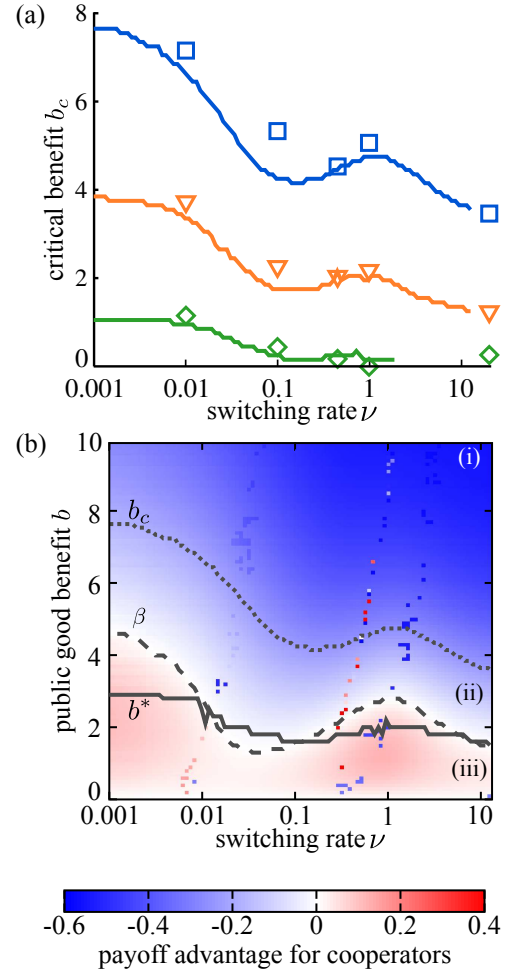 (a)
8
6
4
2
0
critical benefit b_c
0.001 0.01 0.1 1 10
switching rate ν
(b)
10
8
6
4
2
0
public good benefit b
(i)
b_c
β
(ii)
b*
(iii)
0.001 0.01 0.1 1 10
switching rate ν
-0.6 -0.4 -0.2 0 0.2 0.4
payoff advantage for cooperators